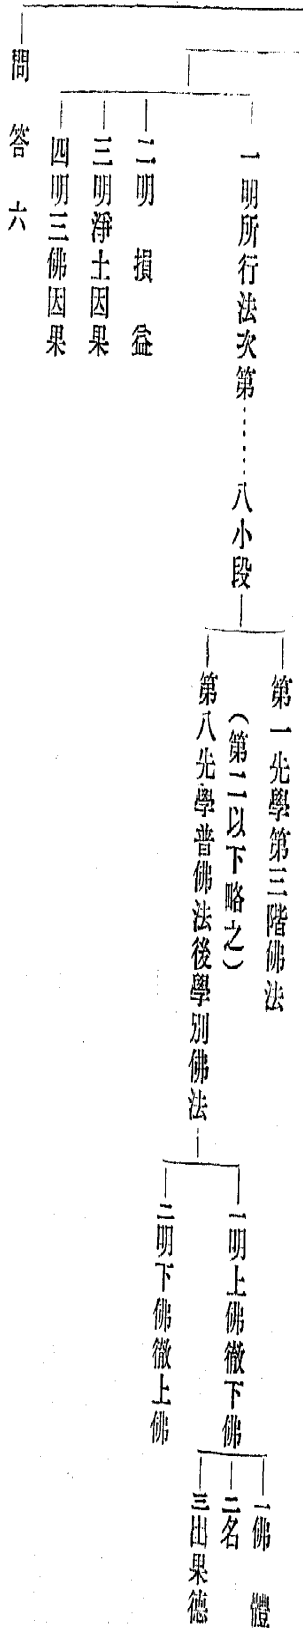 一明所行法次第……八小段
第一先學第三階佛法
（第二以下略之）
第八先學普佛法後學別佛法
一明上佛徹下佛
一佛體
二名
三出果德
二明下佛徹上佛
二明損益
三明淨土因果
四明三佛因果
問答六